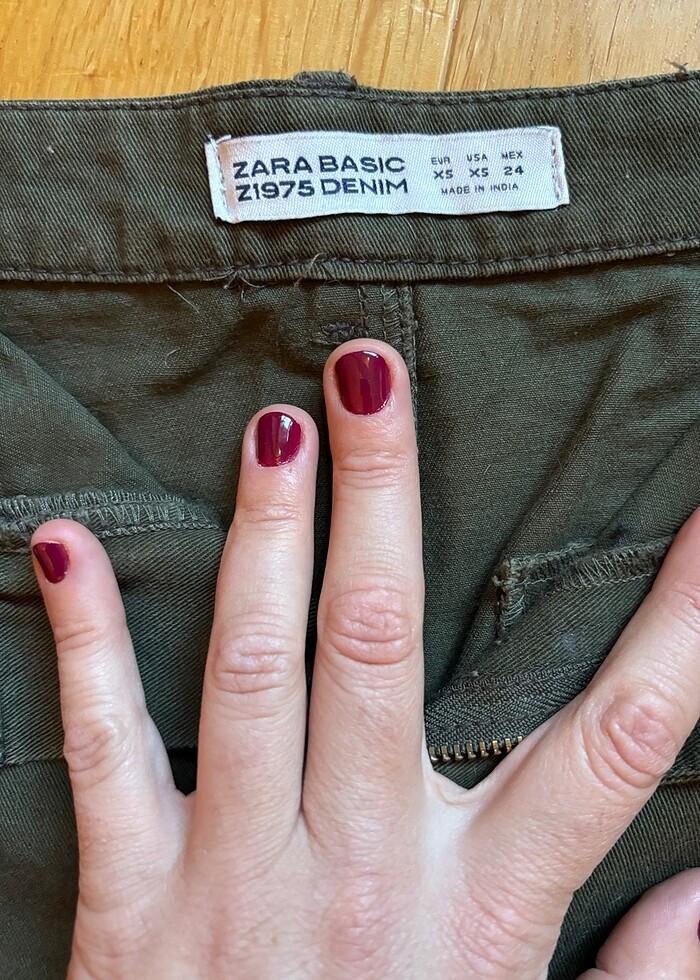 ZARA BASIC
Z1975 DENIM
EUR USA MEX
XS XS 24
MADE IN INDIA